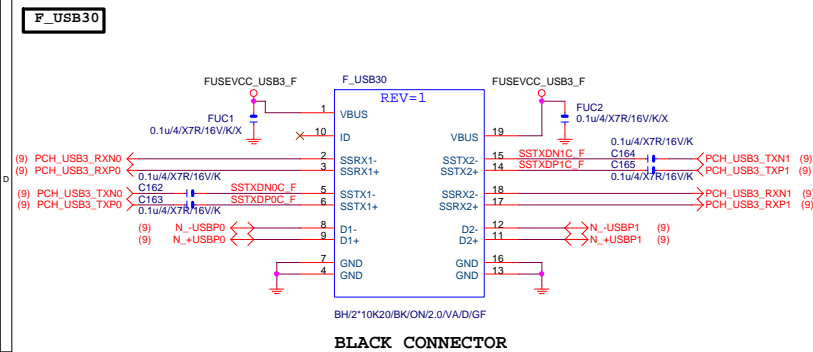 F_USB30
FUSEVCC_USB3_F
F_USB30
FUSEVCC_USB3_F
REV=1
FUC1
0.1u/4/X7R/16V/K/X
1
VBUS
10
ID
VBUS
19
FUC2
0.1u/4/X7R/16V/K/X
(9) PCH_USB3_RXN0
2
SSRX1-
(9) PCH_USB3_RXP0
3
SSRX1+
0.1u/4/X7R/16V/K
(9) PCH_USB3_TXN0
C162
SSTXDN0C_F
5
SSTX1-
(9) PCH_USB3_TXP0
C163
SSTXDP0C_F
6
SSTX1+
0.1u/4/X7R/16V/K
(9) N_-USBP0
8
D1-
(9) N_+USBP0
9
D1+
7
GND
4
GND
0.1u/4/X7R/16V/K
SSTX2-
15
SSTXDN1C_F
C164
PCH_USB3_TXN1 (9)
SSTX2+
14
SSTXDP1C_F
C165
PCH_USB3_TXP1 (9)
0.1u/4/X7R/16V/K
SSRX2-
18
PCH_USB3_RXN1 (9)
SSRX2+
17
PCH_USB3_RXP1 (9)
D2-
12
N_-USBP1 (9)
D2+
11
N_+USBP1 (9)
GND
16
GND
13
D
BH/2*10K20/BK/ON/2.0/VA/D/GF
BLACK CONNECTOR